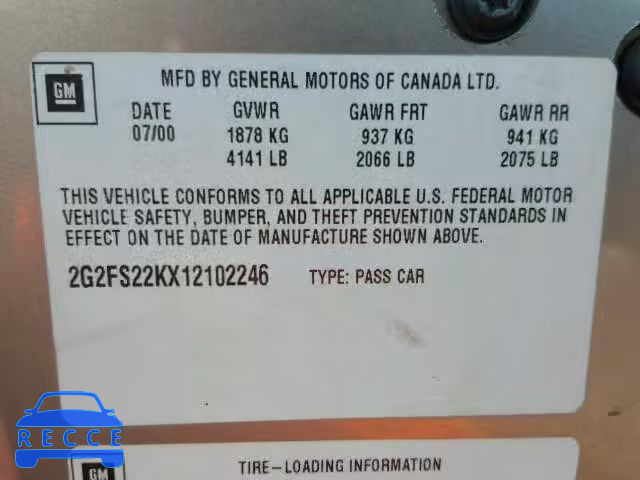 GM
MFD BY GENERAL MOTORS OF CANADA LTD.
DATE GVWR GAWR FRT GAWR RR
07/00 1878 KG 937 KG 941 KG
4141 LB 2066 LB 2075 LB
THIS VEHICLE CONFORMS TO ALL APPLICABLE U.S. FEDERAL MOTOR
VEHICLE SAFETY, BUMPER, AND THEFT PREVENTION STANDARDS IN
EFFECT ON THE DATE OF MANUFACTURE SHOWN ABOVE.
2G2FS22KX12102246 TYPE: PASS CAR
RECCE
GM
TIRE-LOADING INFORMATION